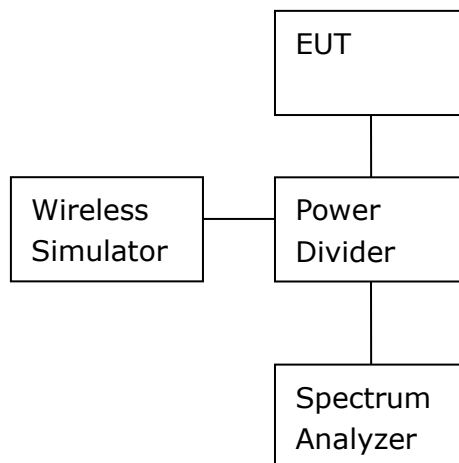 EUT
Wireless
Simulator
Power
Divider
Spectrum
Analyzer